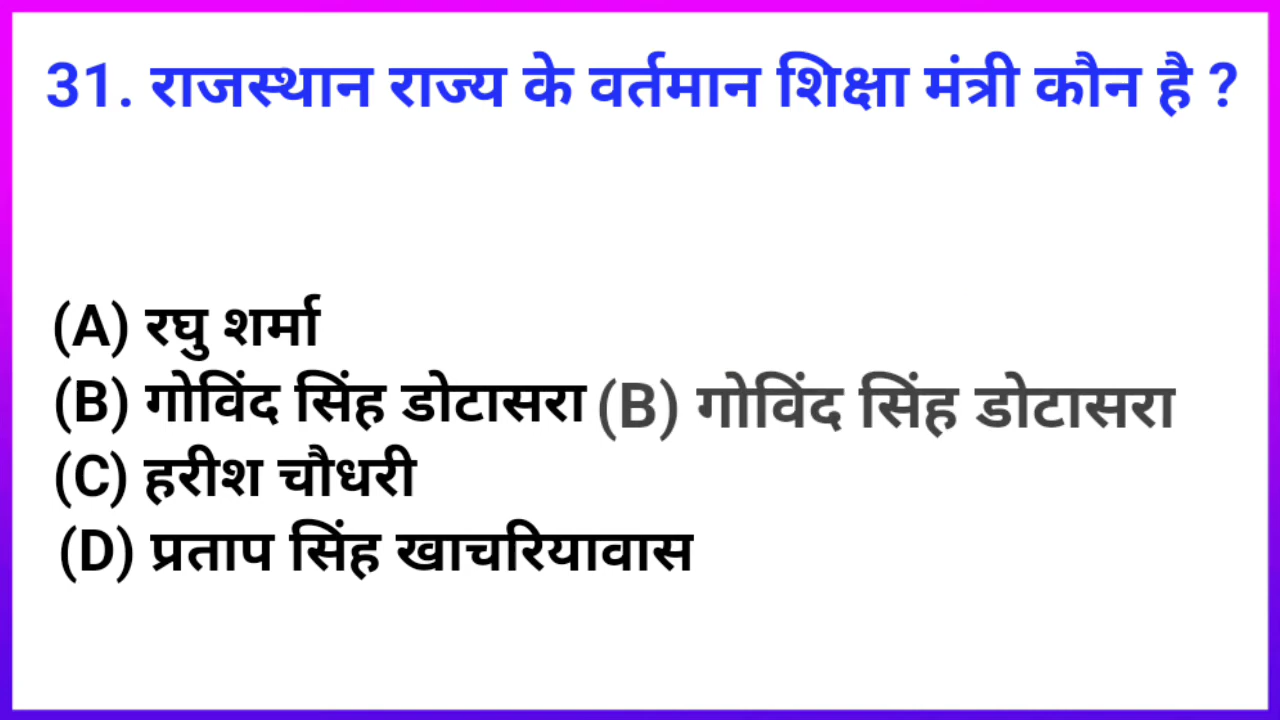 31. राजस्थान राज्य के वर्तमान शिक्षा मंत्री कौन है ?
(A) रघु शर्मा
(B) गोविंद सिंह डोटासरा (B) गोविंद सिंह डोटासरा
(C) हरीश चौधरी
(D) प्रताप सिंह खाचरियावास